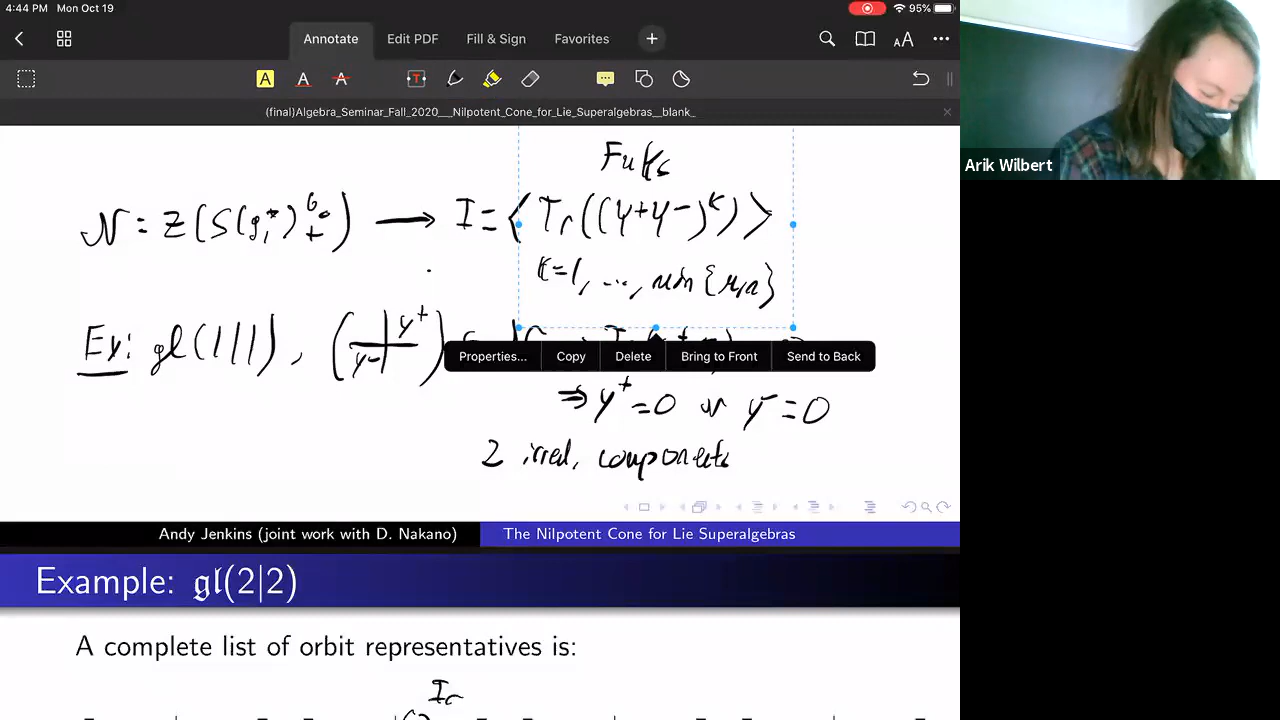 4:44 PM Mon Oct 19
95%
Annotate Edit PDF Fill & Sign Favorites
(final)Algebra_Seminar_Fall_2020___Nilpotent_Cone_for_Lie_Superalgebras__blank_
Arik Wilbert
N = Z(S(g₁*)₊^G₀) → I = ⟨Tr((y+y-)^k)⟩
k=1, ..., min{m,n}
Properties... Copy Delete Bring to Front Send to Back
Ex: gl(1|1), ( y⁺ y⁻ )
⇒ y⁺ = 0 or y⁻ = 0
2 irred. components
Andy Jenkins (joint work with D. Nakano) The Nilpotent Cone for Lie Superalgebras
Example: 𝔤𝔩(2|2)
A complete list of orbit representatives is: